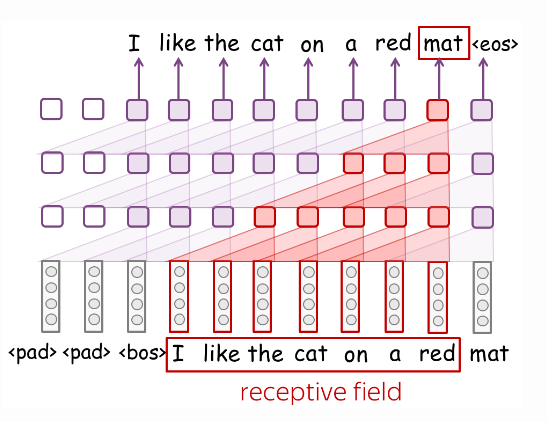 I like the cat on a red mat <eos>
<pad> <pad> <bos> I like the cat on a red mat
receptive field